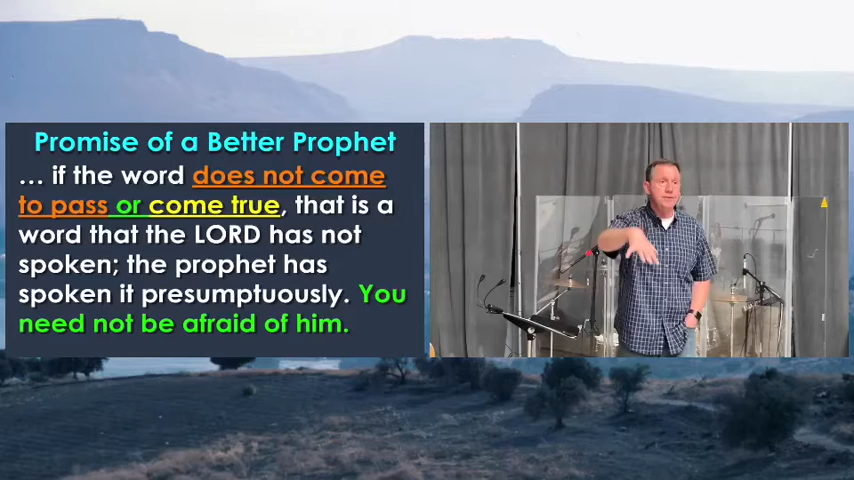 Promise of a Better Prophet
… if the word does not come
to pass or come true, that is a
word that the LORD has not
spoken; the prophet has
spoken it presumptuously. You
need not be afraid of him.